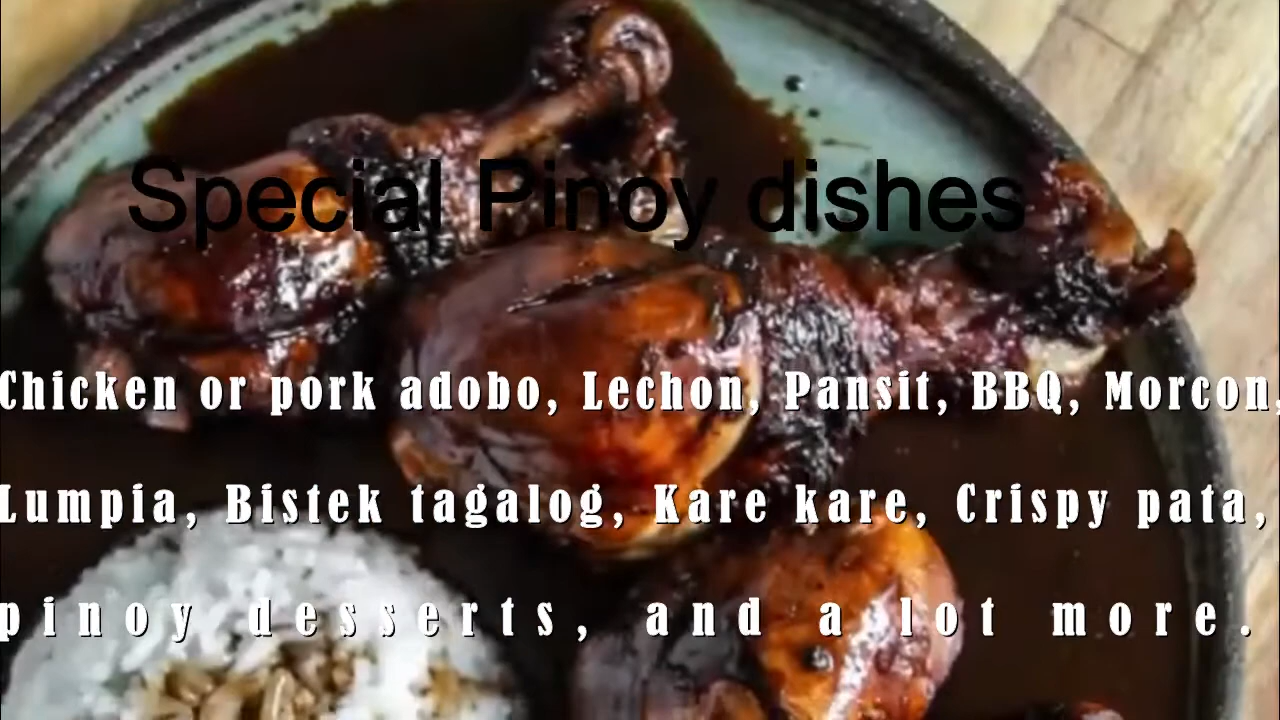 Special Pinoy dishes
Chicken or pork adobo, Lechon, Pansit, BBQ, Morcon,
Lumpia, Bistek tagalog, Kare kare, Crispy pata,
pinoy desserts, and a lot more.